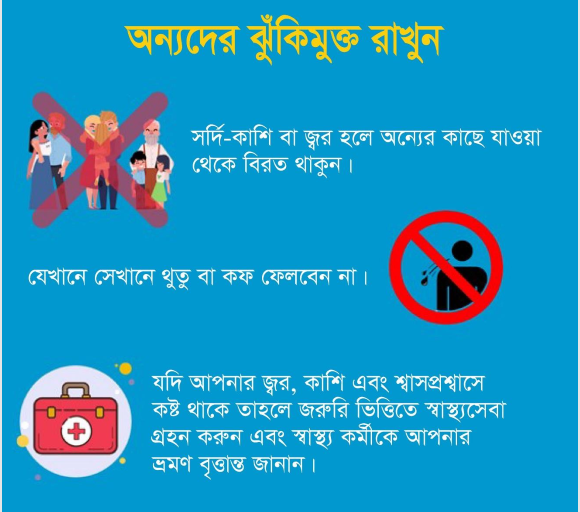 অন্যদের ঝুঁকিমুক্ত রাখুন
সর্দি-কাশি বা জ্বর হলে অন্যের কাছে যাওয়া
থেকে বিরত থাকুন।
যেখানে সেখানে থুতু বা কফ ফেলবেন না।
যদি আপনার জ্বর, কাশি এবং শ্বাসপ্রশ্বাসে
কষ্ট থাকে তাহলে জরুরি ভিত্তিতে স্বাস্থ্যসেবা
গ্রহন করুন এবং স্বাস্থ্য কর্মীকে আপনার
ভ্রমণ বৃত্তান্ত জানান।